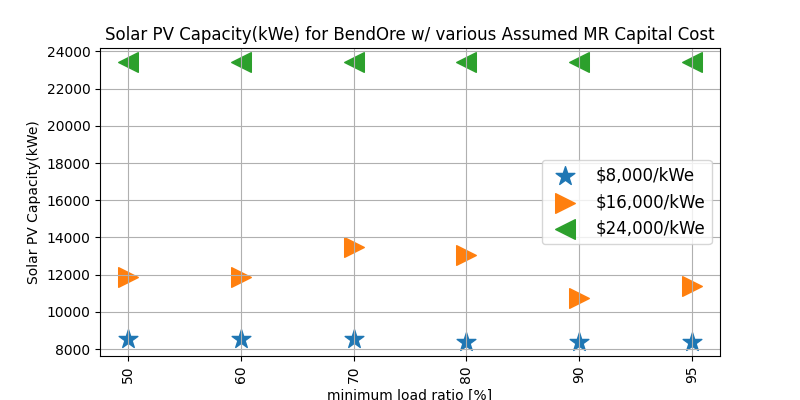 Solar PV Capacity(kWe) for BendOre w/ various Assumed MR Capital Cost
Solar PV Capacity(kWe)
24000
22000
20000
18000
16000
14000
12000
10000
8000
$8,000/kWe
$16,000/kWe
$24,000/kWe
50
60
70
80
90
95
minimum load ratio [%]